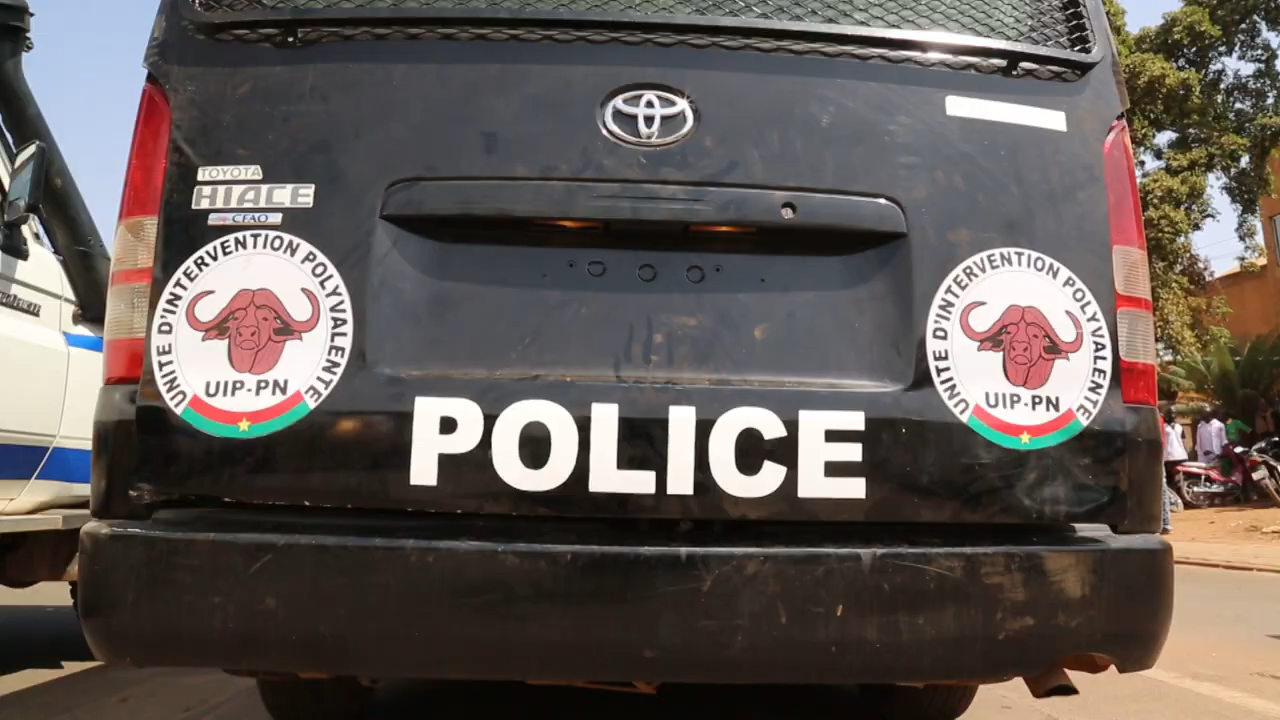 TOYOTA
HIACE
CFAO
UNITE D'INTERVENTION POLYVALENTE
UIP-PN
UNITE D'INTERVENTION POLYVALENTE
UIP-PN
POLICE